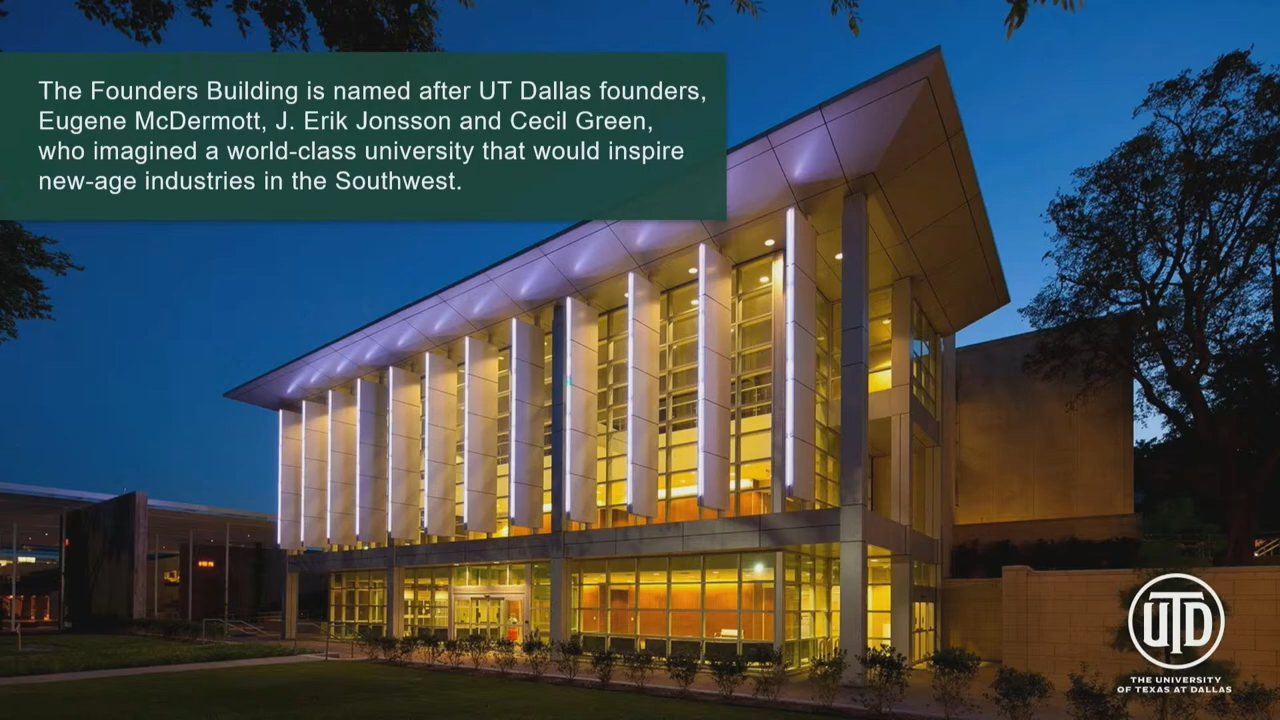 The Founders Building is named after UT Dallas founders,
Eugene McDermott, J. Erik Jonsson and Cecil Green,
who imagined a world-class university that would inspire
new-age industries in the Southwest.
UTD
THE UNIVERSITY
OF TEXAS AT DALLAS